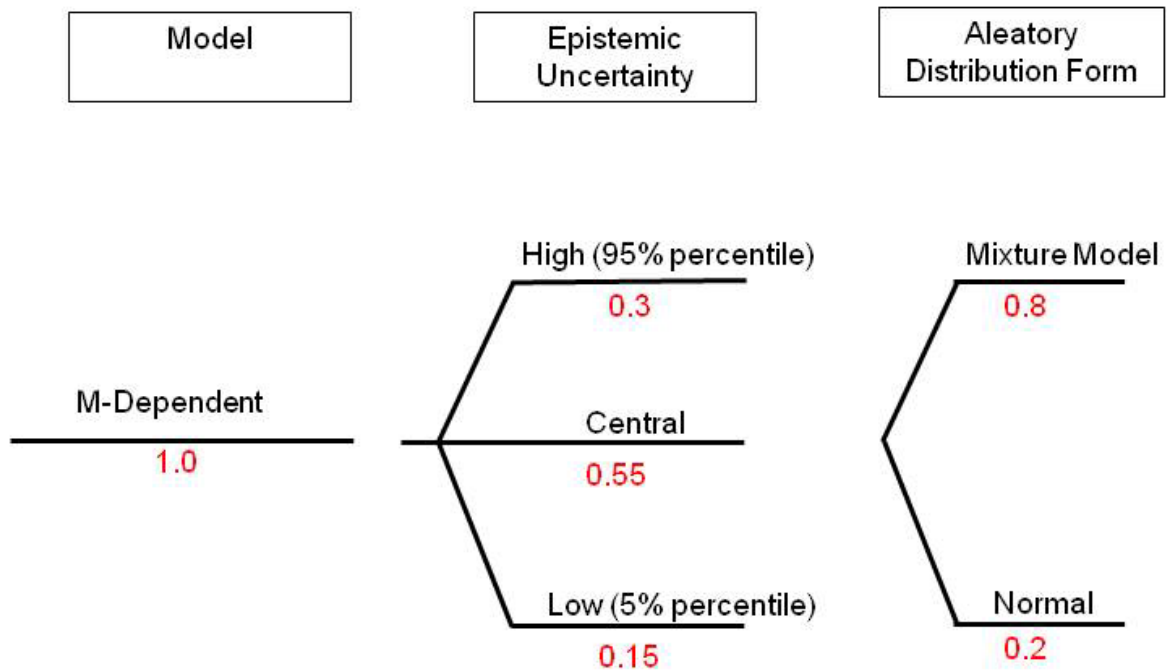 Model
Epistemic
Uncertainty
Aleatory
Distribution Form
High (95% percentile)
0.3
Mixture Model
0.8
M-Dependent
1.0
Central
0.55
Low (5% percentile)
0.15
Normal
0.2